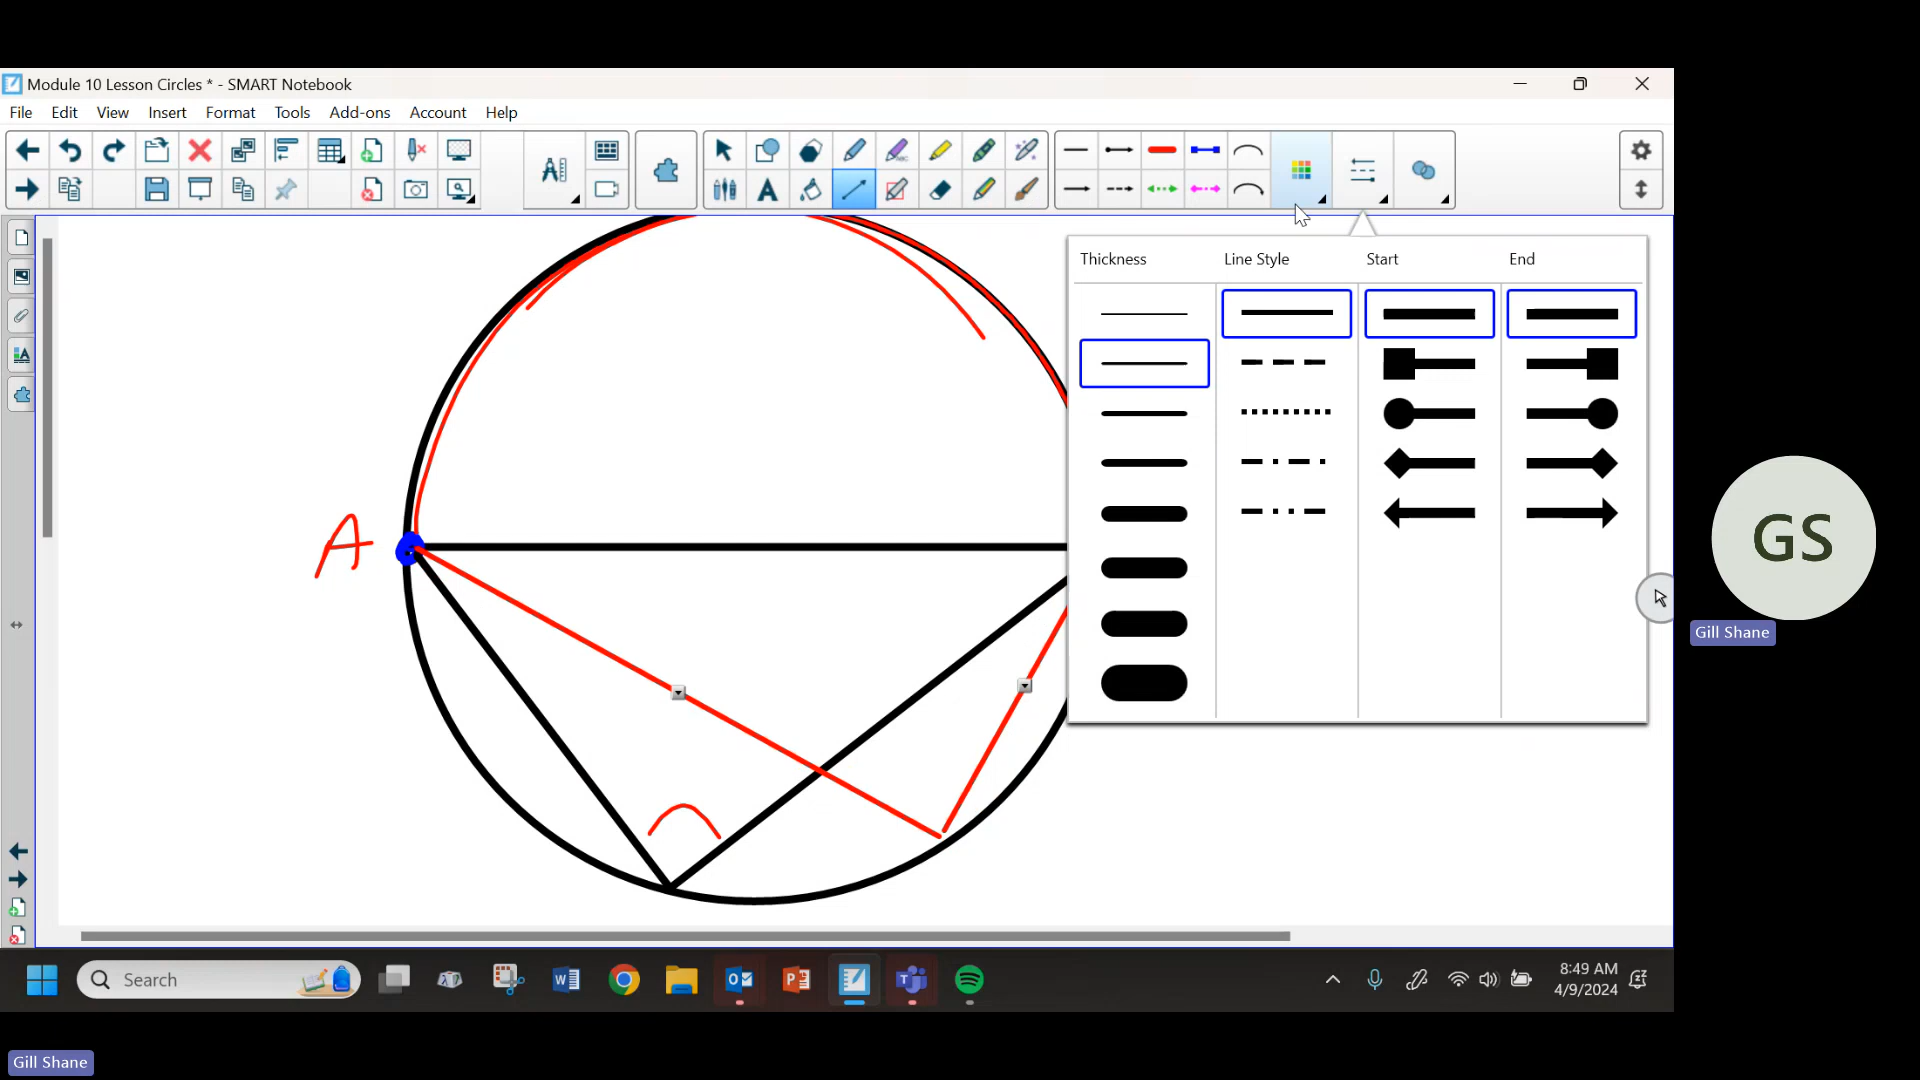 Module 10 Lesson Circles * - SMART Notebook
File Edit View Insert Format Tools Add-ons Account Help
Thickness Line Style Start End
A
GS
Gill Shane
Search
8:49 AM
4/9/2024
Gill Shane